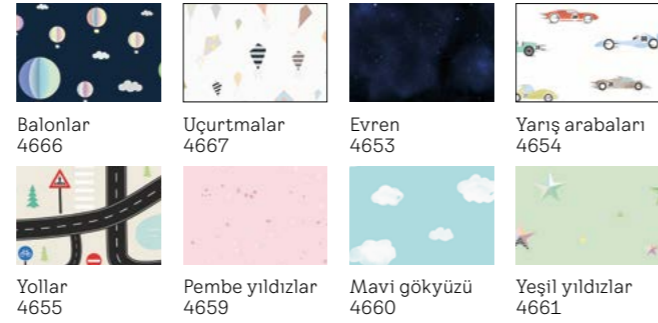 Balonlar
4666
Uçurtmalar
4667
Evren
4653
Yarış arabaları
4654
Yollar
4655
Pembe yıldızlar
4659
Mavi gökyüzü
4660
Yeşil yıldızlar
4661